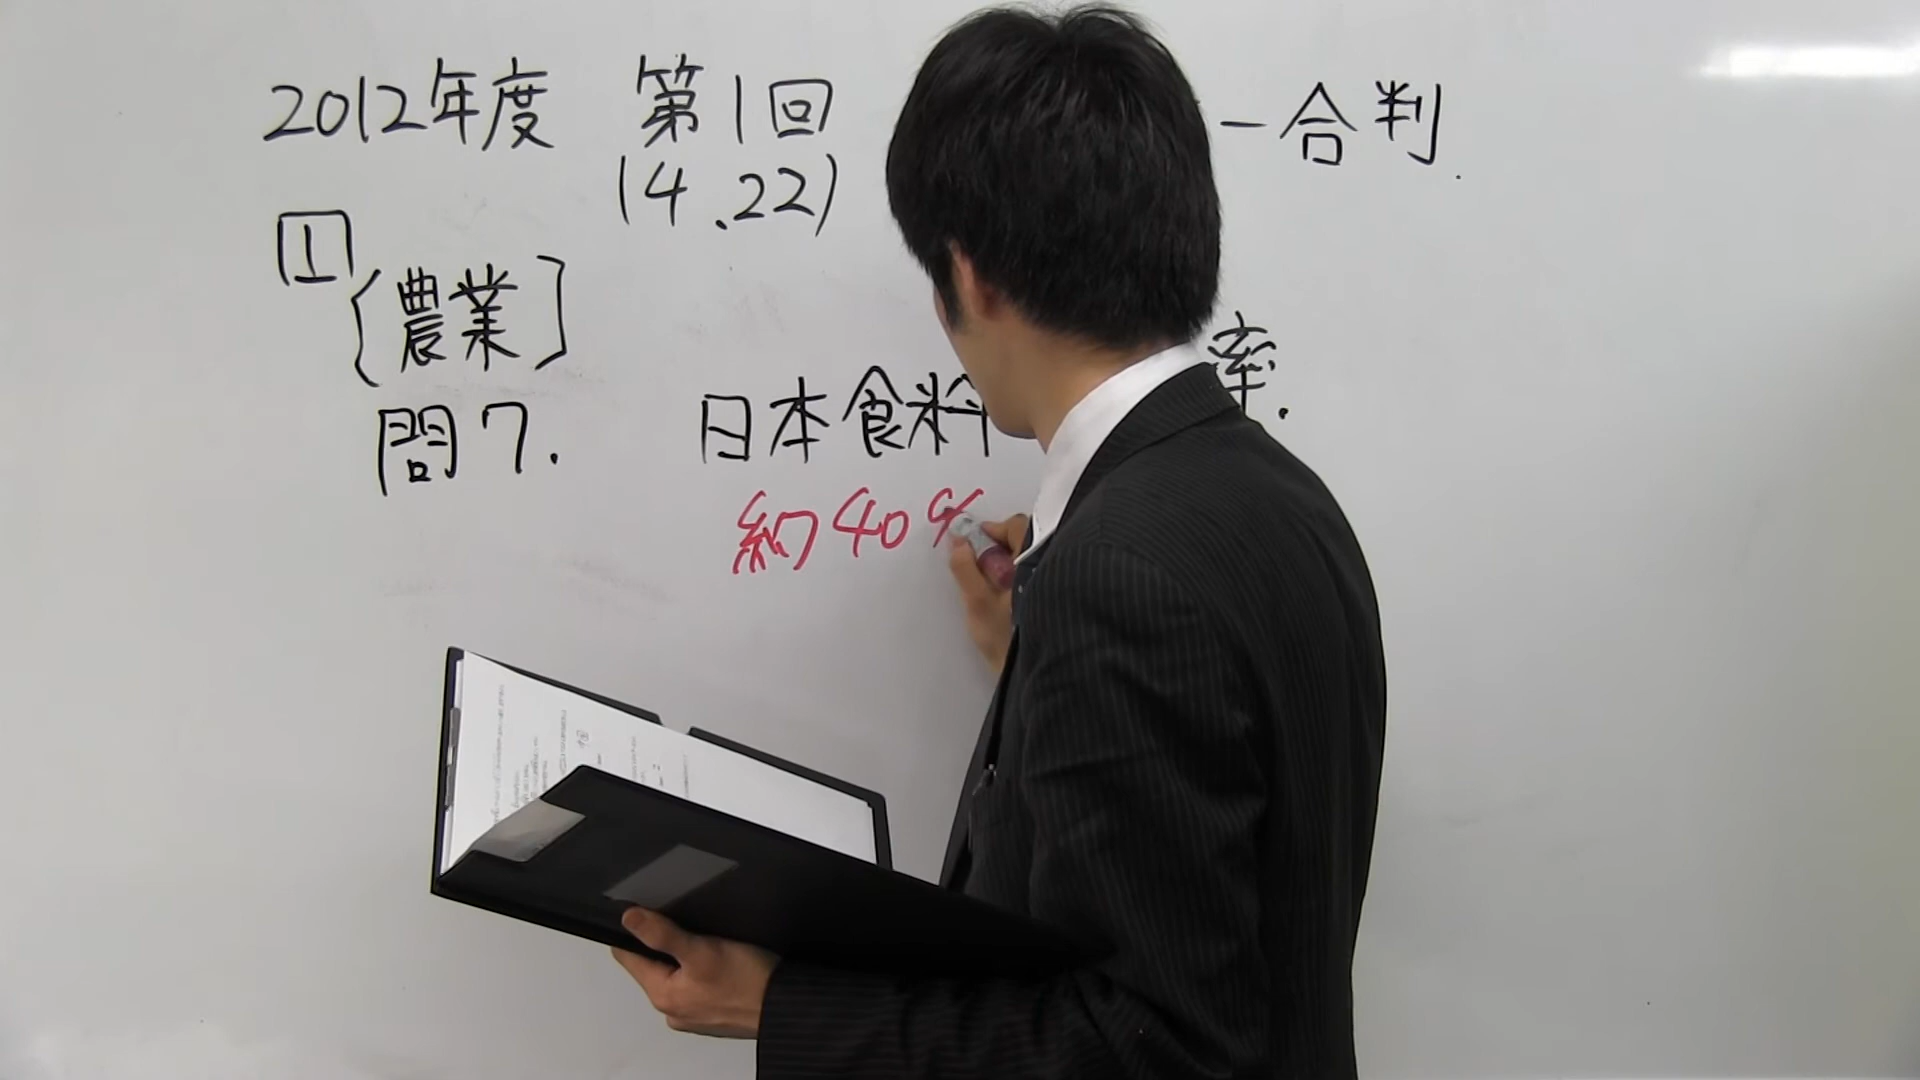 2012年度 第1回 ー合判
(4.22)
1
[農業]
問7. 日本食料 率.
約40%